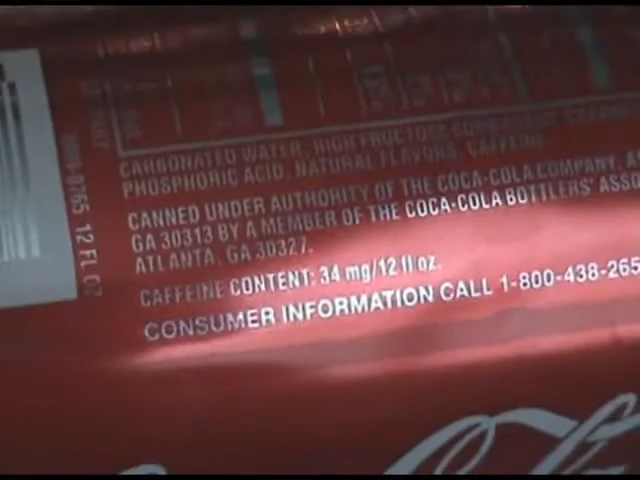 CARBONATED WATER, HIGH FRUCTOSE CORN SYRUP,
PHOSPHORIC ACID, NATURAL FLAVORS, CAFFEINE
CANNED UNDER AUTHORITY OF THE COCA-COLA COMPANY, A
GA 30313 BY A MEMBER OF THE COCA-COLA BOTTLERS' ASSO
ATLANTA, GA 30327.
CAFFEINE CONTENT: 34 mg/12 fl oz.
CONSUMER INFORMATION CALL 1-800-438-265
12 FL OZ